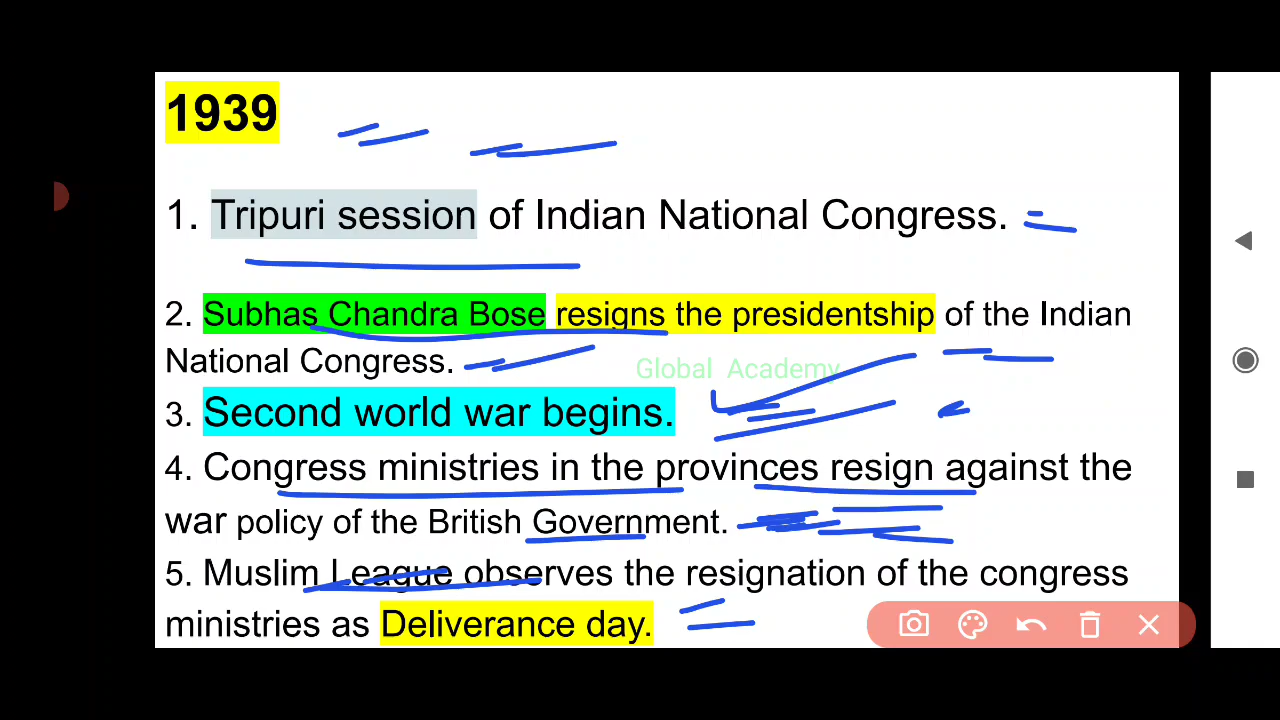 1939
1. Tripuri session of Indian National Congress.
2. Subhas Chandra Bose resigns the presidentship of the Indian
National Congress.
Global Academy
3. Second world war begins.
4. Congress ministries in the provinces resign against the
war policy of the British Government.
5. Muslim League observes the resignation of the congress
ministries as Deliverance day.